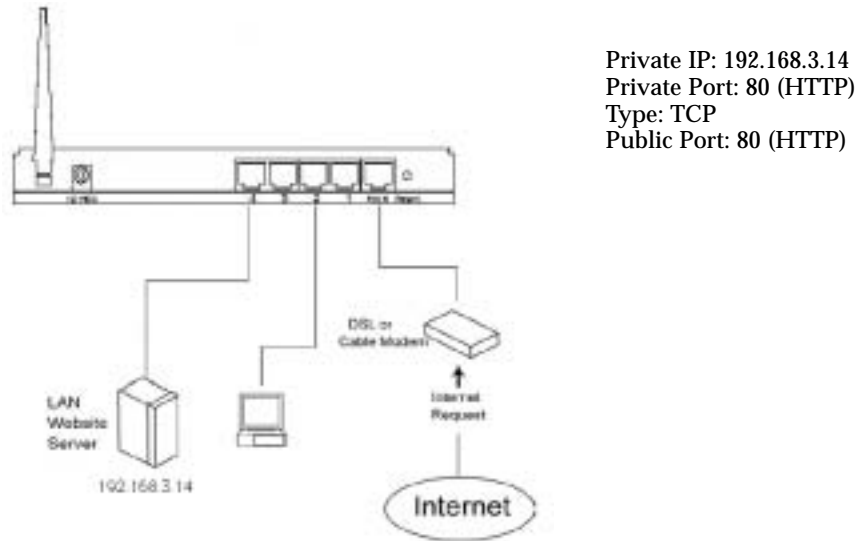 Private IP: 192.168.3.14
Private Port: 80 (HTTP)
Type: TCP
Public Port: 80 (HTTP)
DSL or
Cable Modem
Internet
Request
LAN
Website
Server
192.168.3.14
Internet